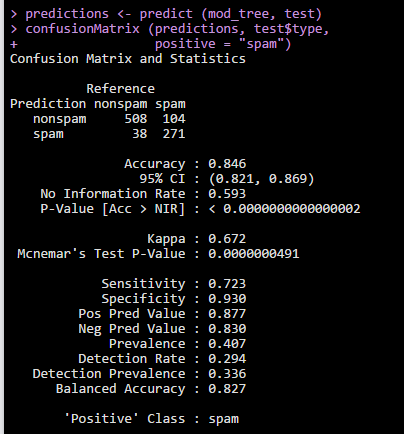 > predictions <- predict (mod_tree, test)
> confusionMatrix (predictions, test$type,
+                  positive = "spam")
Confusion Matrix and Statistics

          Reference
Prediction nonspam spam
   nonspam     508  104
   spam         38  271

               Accuracy : 0.846
                 95% CI : (0.821, 0.869)
    No Information Rate : 0.593
    P-Value [Acc > NIR] : < 0.0000000000000002

                  Kappa : 0.672
 Mcnemar's Test P-Value : 0.0000000491

            Sensitivity : 0.723
            Specificity : 0.930
         Pos Pred Value : 0.877
         Neg Pred Value : 0.830
             Prevalence : 0.407
         Detection Rate : 0.294
   Detection Prevalence : 0.336
      Balanced Accuracy : 0.827

       'Positive' Class : spam